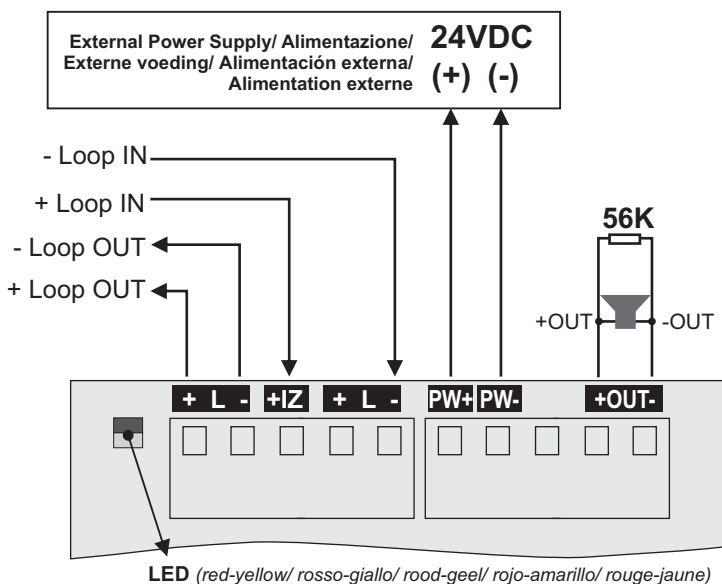 External Power Supply/ Alimentazione/
Externe voeding/ Alimentación externa/
Alimentation externe
24VDC
(+) (-)
- Loop IN
+ Loop IN
- Loop OUT
+ Loop OUT
56K
+OUT
-OUT
+ L -
+IZ
+ L -
PW+
PW-
+OUT-
LED (red-yellow/ rosso-giallo/ rood-geel/ rojo-amarillo/ rouge-jaune)